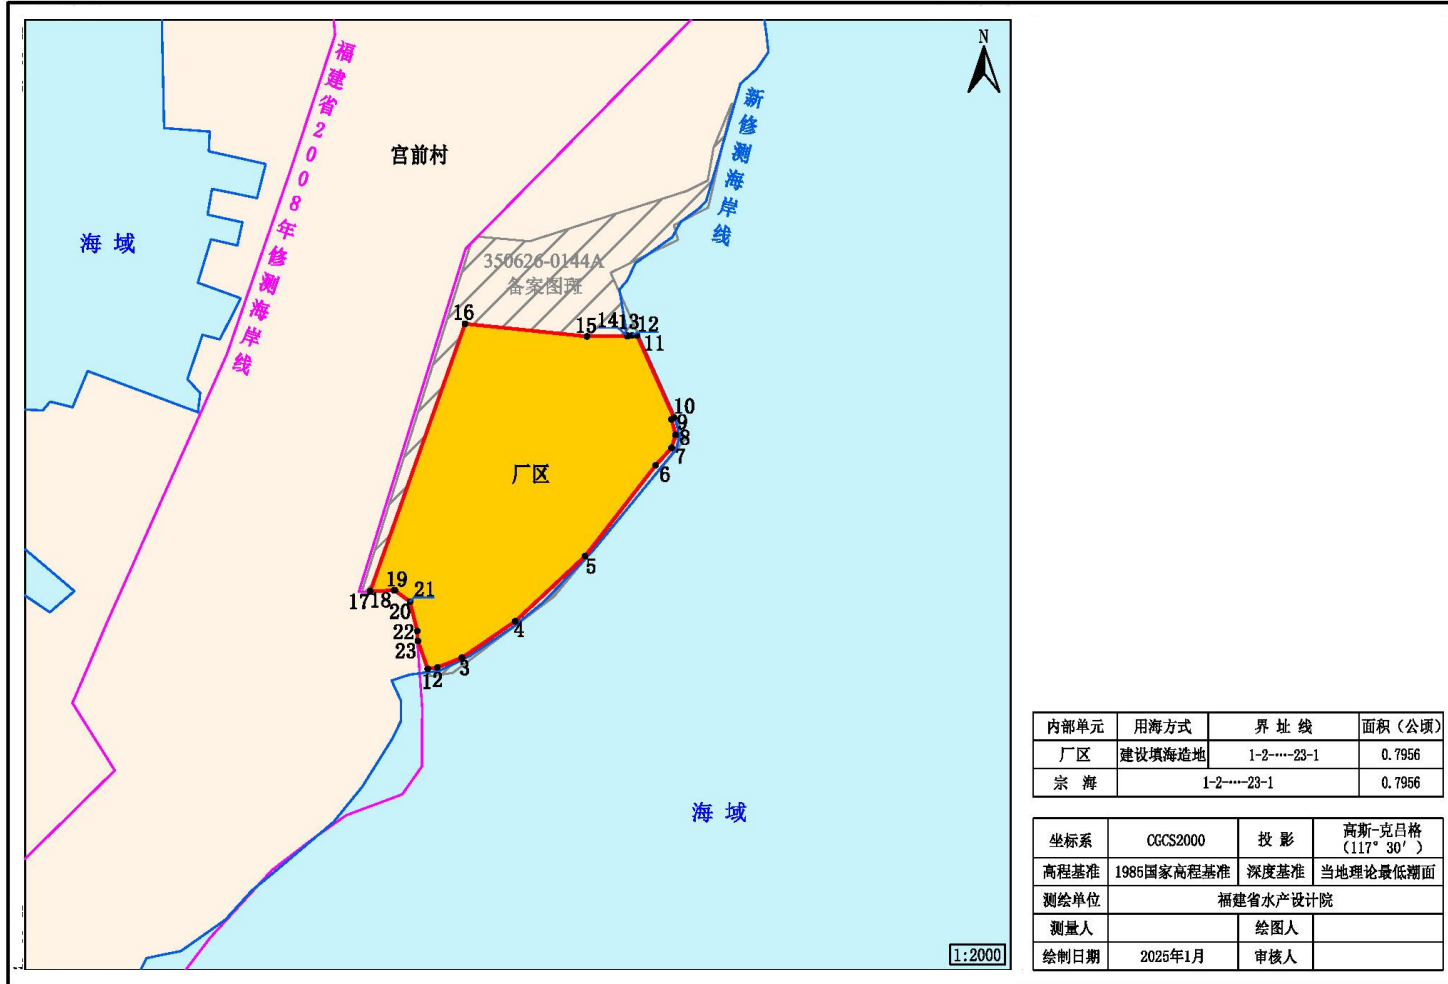 N
福建省2008年修测海岸线
新修测海岸线
宫前村
海域
350626-0144A
备案图斑
16
15
14
13
12
11
10
9
8
7
6
厂区
5
19
21
17
18
20
22
23
4
3
1
2
海域
1:2000
内部单元 用海方式 界址线 面积（公顷）
厂区 建设填海造地 1-2-…-23-1 0.7956
宗海 1-2-…-23-1 0.7956
坐标系 CGCS2000 投影 高斯-克吕格
（117° 30′）
高程基准 1985国家高程基准 深度基准 当地理论最低潮面
测绘单位 福建省水产设计院
测量人 绘图人
绘制日期 2025年1月 审核人